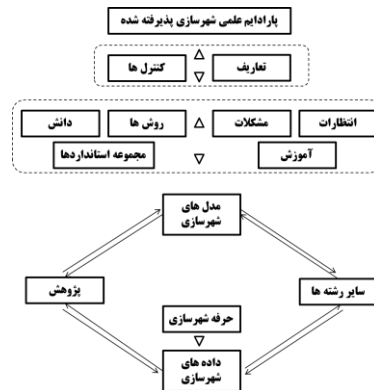 پارادایم علمی شهرسازی پذیرفته شده
تعاریف
کنترل ها
انتظارات
مشکلات
روش ها
دانش
آموزش
مجموعه استانداردها
مدل های
شهرسازی
سایر رشته ها
پژوهش
حرفه شهرسازی
داده های
شهرسازی